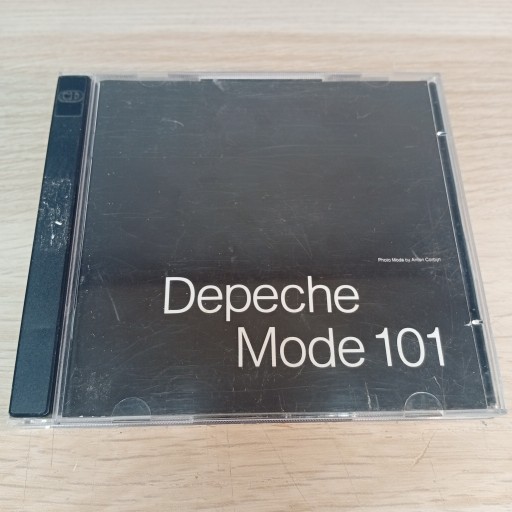 Photo Mode by Anton Corbijn
Depeche
Mode 101